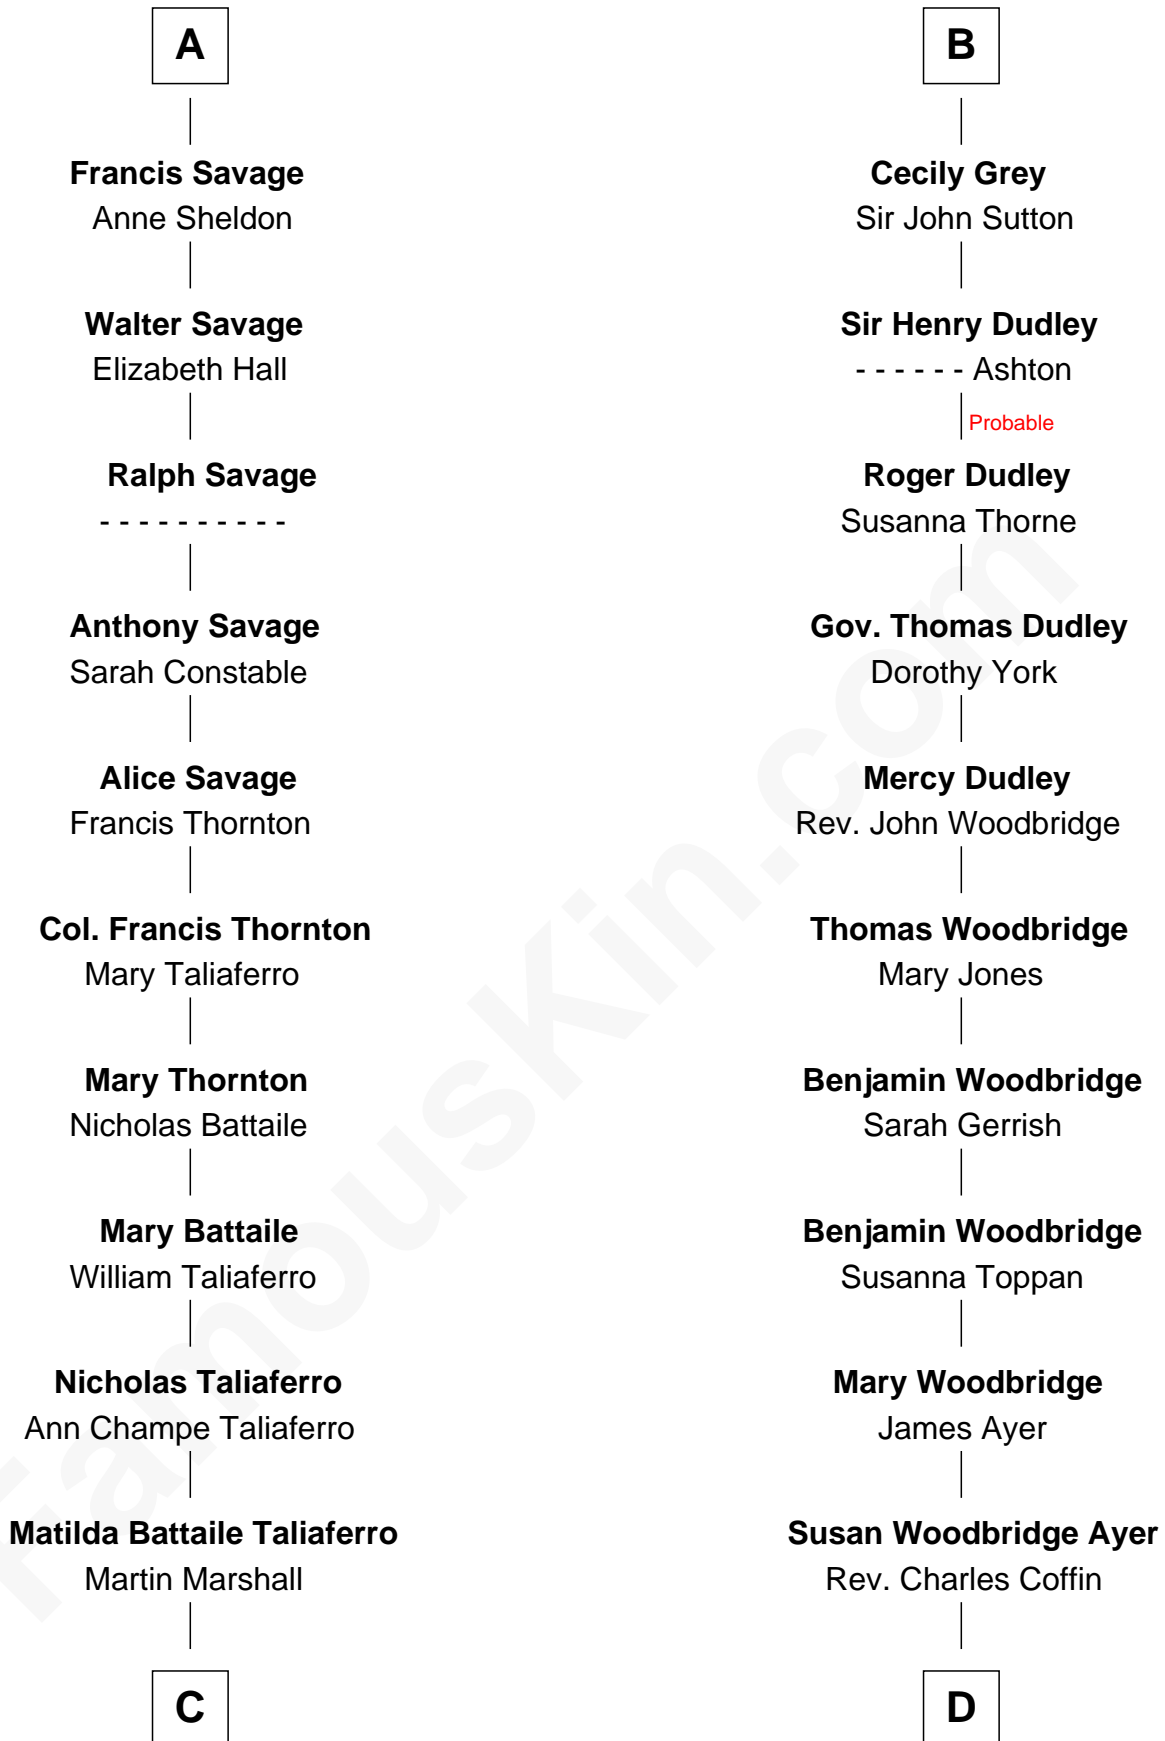 A
Francis Savage
Anne Sheldon
Walter Savage
Elizabeth Hall
Ralph Savage
- - - - - - - - - -
Anthony Savage
Sarah Constable
Alice Savage
Francis Thornton
Col. Francis Thornton
Mary Taliaferro
Mary Thornton
Nicholas Battaile
Mary Battaile
William Taliaferro
Nicholas Taliaferro
Ann Champe Taliaferro
Matilda Battaile Taliaferro
Martin Marshall
C
B
Cecily Grey
Sir John Sutton
Sir Henry Dudley
- - - - - - Ashton
Probable
Roger Dudley
Susanna Thorne
Gov. Thomas Dudley
Dorothy York
Mercy Dudley
Rev. John Woodbridge
Thomas Woodbridge
Mary Jones
Benjamin Woodbridge
Sarah Gerrish
Benjamin Woodbridge
Susanna Toppan
Mary Woodbridge
James Ayer
Susan Woodbridge Ayer
Rev. Charles Coffin
D
FamousKin.com